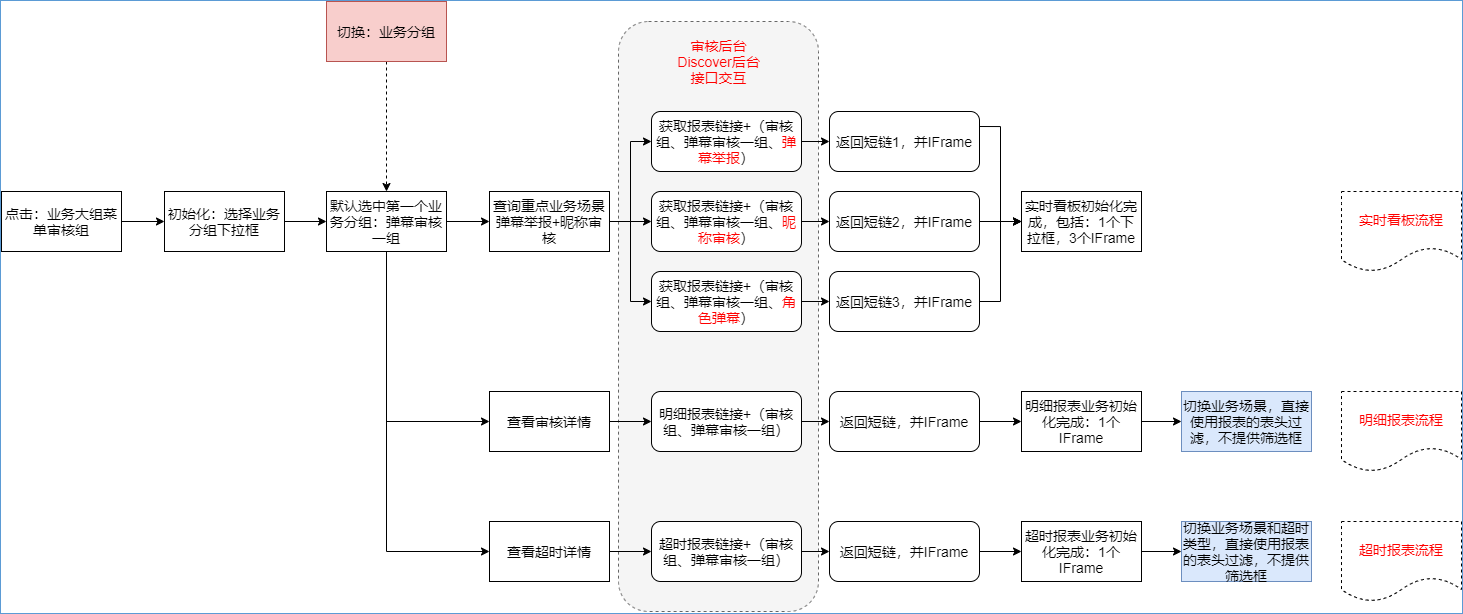 切换：业务分组
审核后台
Discover后台
接口交互
获取报表链接+（审核
组、弹幕审核一组、弹
幕举报）
返回短链1，并IFrame
点击：业务大组菜
单审核组
初始化：选择业务
分组下拉框
默认选中第一个业
务分组：弹幕审核
一组
查询重点业务场景
弹幕举报+昵称审
核
获取报表链接+（审核
组、弹幕审核一组、昵
称审核）
返回短链2，并IFrame
实时看板初始化完
成，包括：1个下
拉框，3个IFrame
实时看板流程
获取报表链接+（审核
组、弹幕审核一组、角
色弹幕）
返回短链3，并IFrame
查看审核详情
明细报表链接+（审核
组、弹幕审核一组）
返回短链，并IFrame
明细报表业务初始
化完成：1个
IFrame
切换业务场景，直接
使用报表的表头过
滤，不提供筛选框
明细报表流程
查看超时详情
超时报表链接+（审核
组、弹幕审核一组）
返回短链，并IFrame
超时报表业务初始
化完成：1个
IFrame
切换业务场景和超时
类型，直接使用报表
的表头过滤，不提供
筛选框
超时报表流程